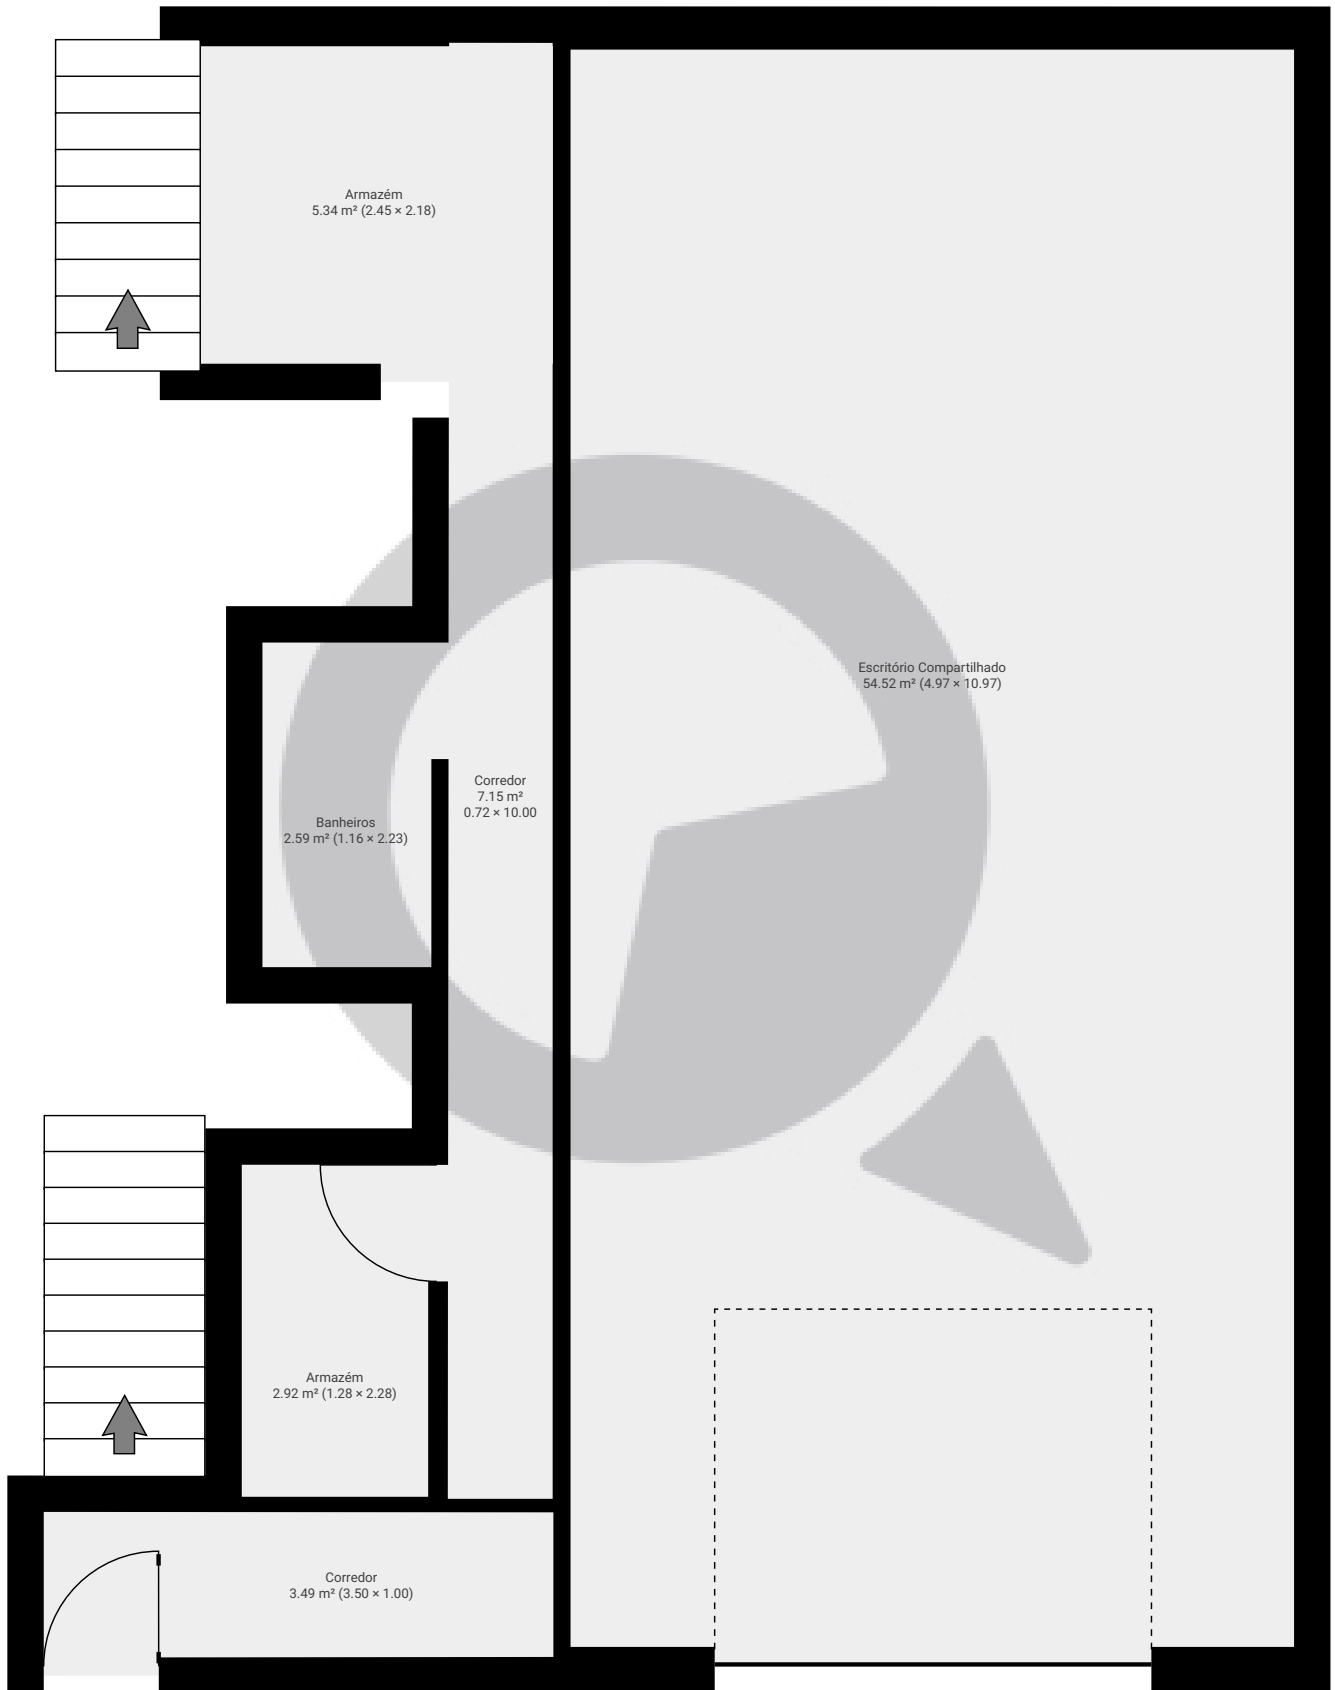 Armazém
5.34 m² (2.45 × 2.18)
Escritório Compartilhado
54.52 m² (4.97 × 10.97)
Corredor
7.15 m²
0.72 × 10.00
Banheiros
2.59 m² (1.16 × 2.23)
Armazém
2.92 m² (1.28 × 2.28)
Corredor
3.49 m² (3.50 × 1.00)